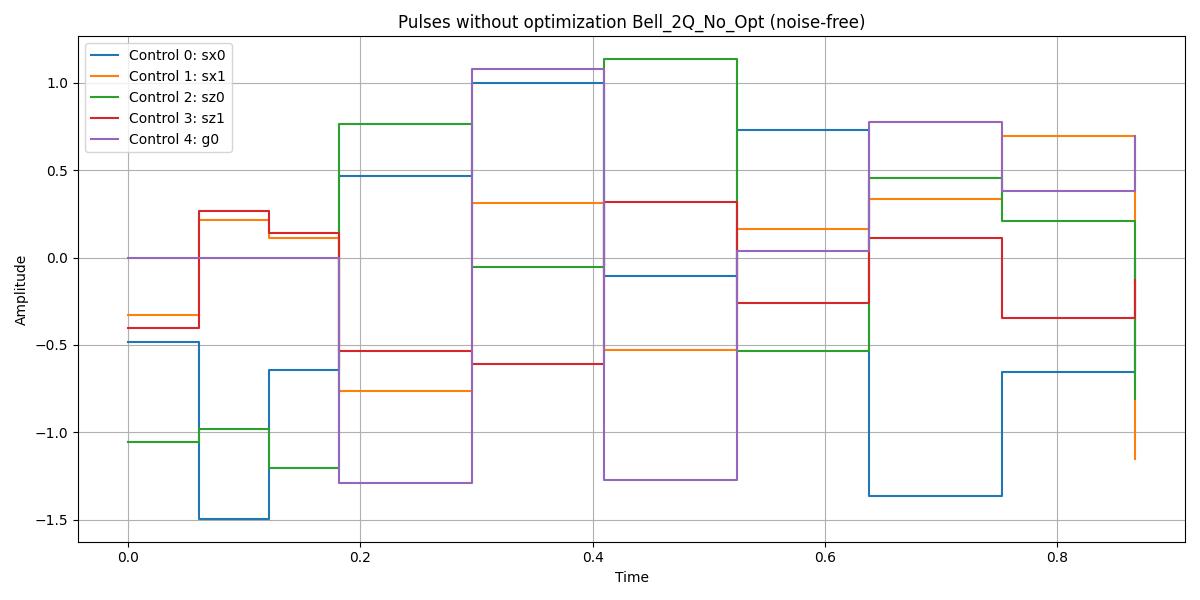 Pulses without optimization Bell_2Q_No_Opt (noise-free)
Control 0: sx0
Control 1: sx1
Control 2: sz0
Control 3: sz1
Control 4: g0
Amplitude
1.0
0.5
0.0
−0.5
−1.0
−1.5
0.0 0.2 0.4 0.6 0.8
Time